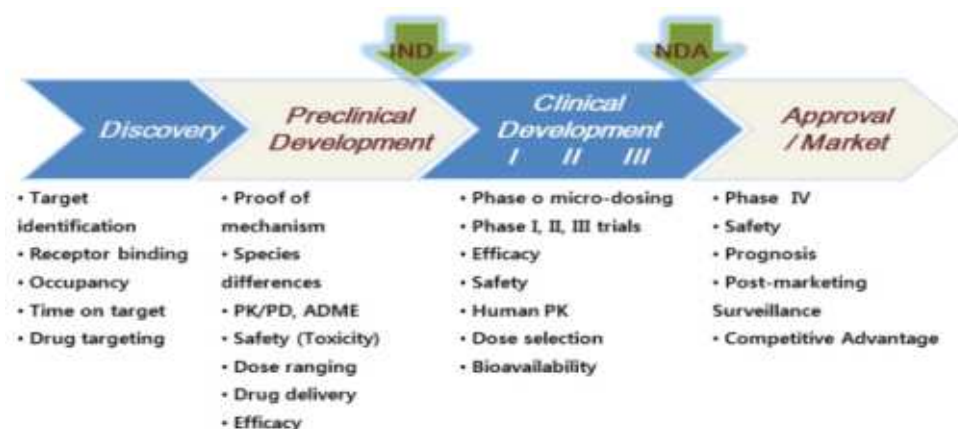 IND
NDA
Discovery
Preclinical
Development
Clinical
Development
I II III
Approval
/ Market
• Target
identification
• Receptor binding
• Occupancy
• Time on target
• Drug targeting
• Proof of
mechanism
• Species
differences
• PK/PD, ADME
• Safety (Toxicity)
• Dose ranging
• Drug delivery
• Efficacy
• Phase o micro-dosing
• Phase I, II, III trials
• Efficacy
• Safety
• Human PK
• Dose selection
• Bioavailability
• Phase IV
• Safety
• Prognosis
• Post-marketing
Surveillance
• Competitive Advantage